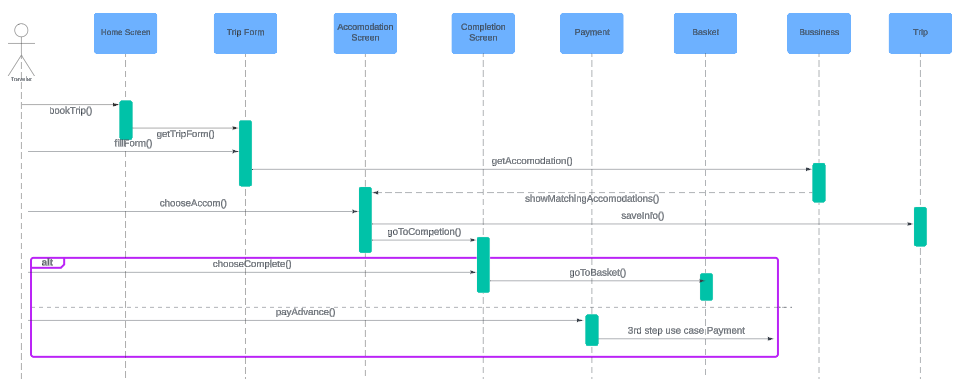 Home Screen
Trip Form
Accomodation
Screen
Completion
Screen
Payment
Basket
Bussiness
Trip
Traveler
bookTrip()
getTripForm()
fillForm()
getAccomodation()
showMatchingAccomodations()
chooseAccom()
saveInfo()
goToCompetion()
alt
chooseComplete()
goToBasket()
payAdvance()
3rd step use case Payment